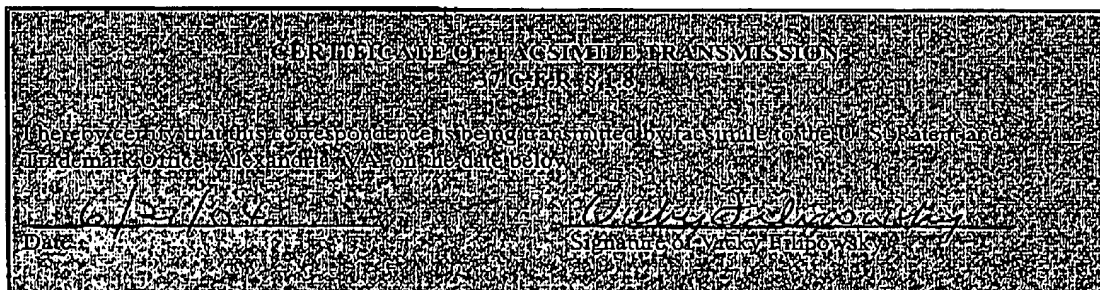 CERTIFICATE OF FACSIMILE TRANSMISSION
37 C.F.R. § 1.8
I hereby certify that this correspondence is being transmitted by facsimile to the U. S. Patent and
Trademark Office, Alexandria, VA, on the date below
Date
Signature of Vicky Filipowski